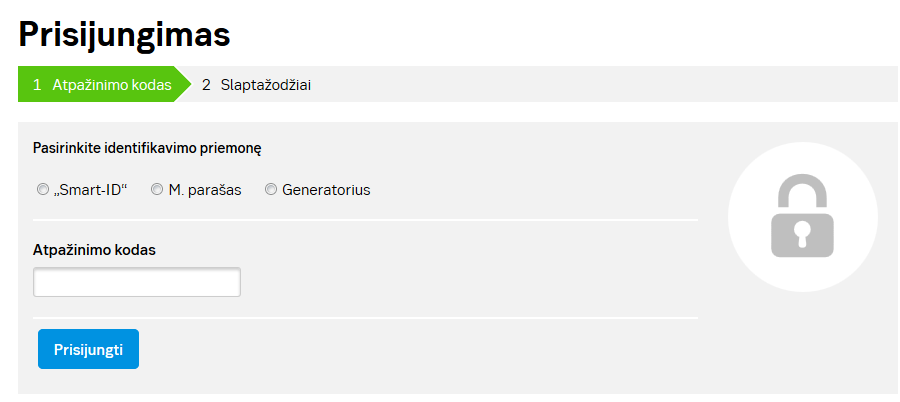 Prisijungimas
1 Atpažinimo kodas 2 Slaptažodžiai
Pasirinkite identifikavimo priemonę
„Smart-ID“ M. parašas Generatorius
Atpažinimo kodas
Prisijungti